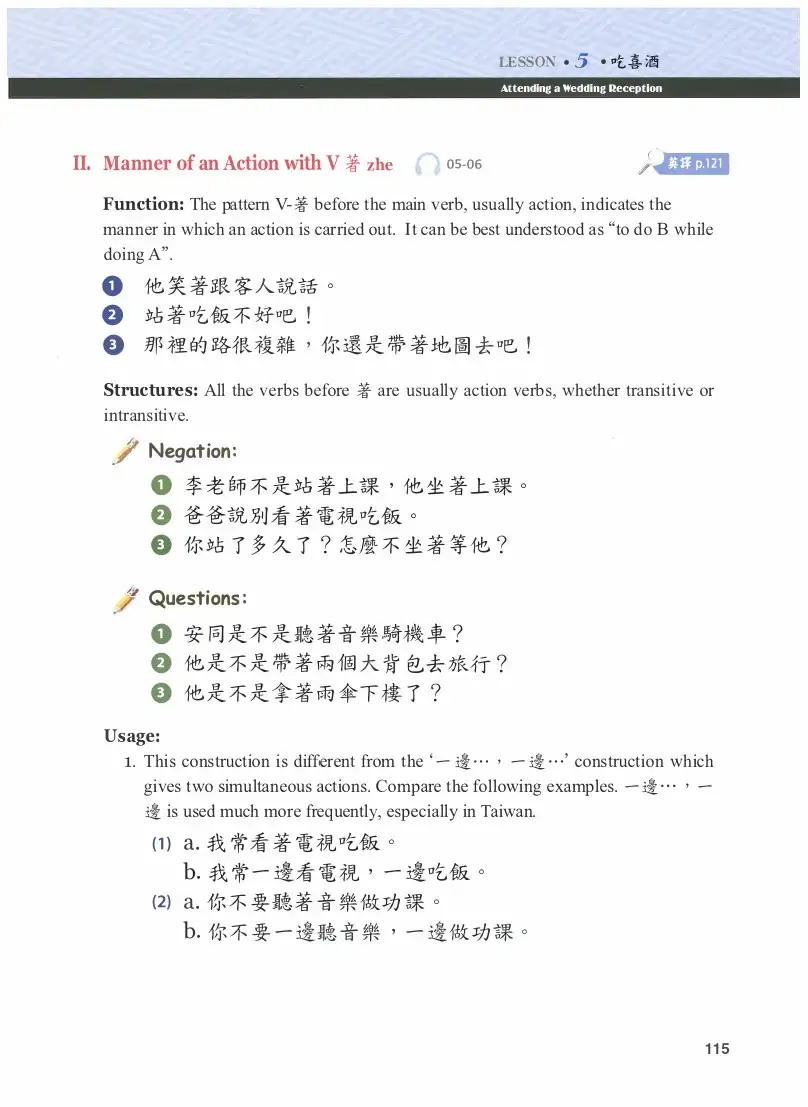 LESSON • 5 • 吃喜酒
Attending a Wedding Reception
II. Manner of an Action with V 著 zhe 05-06 英譯 p.121
Function: The pattern V-著 before the main verb, usually action, indicates the
manner in which an action is carried out. It can be best understood as “to do B while
doing A”.
1 他笑著跟客人說話。
2 站著吃飯不好吧！
3 那裡的路很複雜，你還是帶著地圖去吧！
Structures: All the verbs before 著 are usually action verbs, whether transitive or
intransitive.
Negation:
1 李老師不是站著上課，他坐著上課。
2 爸爸說別看著電視吃飯。
3 你站了多久了？怎麼不坐著等他？
Questions:
1 安同是不是聽著音樂騎機車？
2 他是不是帶著兩個大背包去旅行？
3 他是不是拿著雨傘下樓了？
Usage:
1. This construction is different from the ‘一邊…，一邊…’ construction which
gives two simultaneous actions. Compare the following examples. 一邊…，一
邊 is used much more frequently, especially in Taiwan.
(1) a. 我常看著電視吃飯。
b. 我常一邊看電視，一邊吃飯。
(2) a. 你不要聽著音樂做功課。
b. 你不要一邊聽音樂，一邊做功課。
115